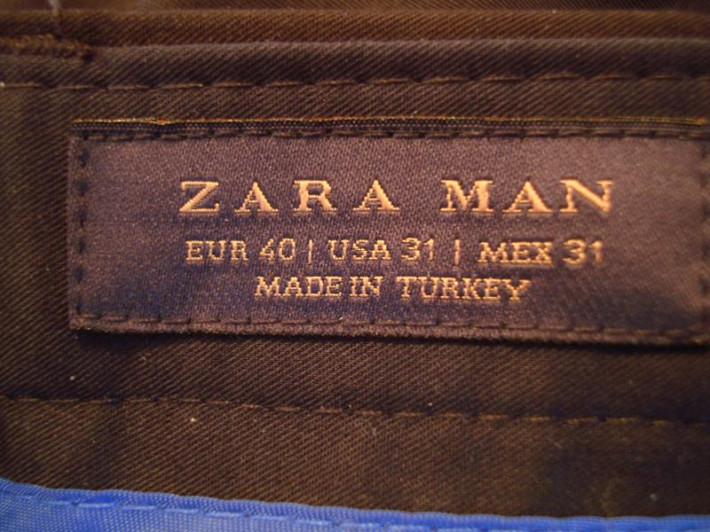 ZARA MAN
EUR 40 | USA 31 | MEX 31
MADE IN TURKEY